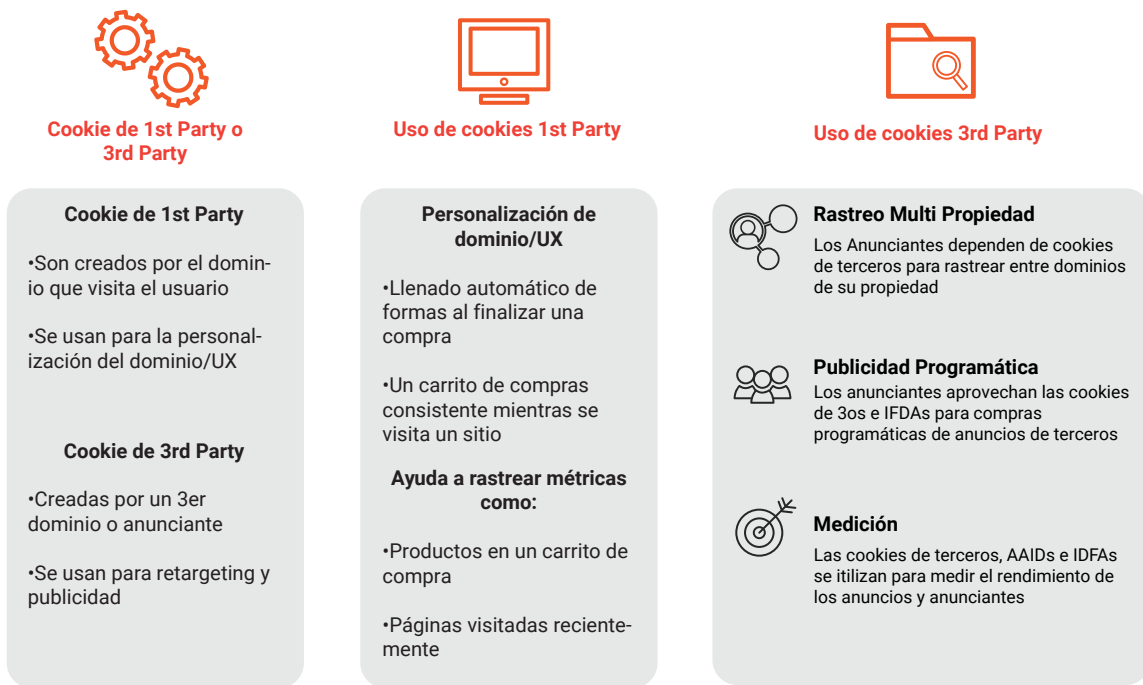 Cookie de 1st Party o
3rd Party
Cookie de 1st Party
•Son creados por el domin-
io que visita el usuario
•Se usan para la personal-
ización del dominio/UX
Cookie de 3rd Party
•Creadas por un 3er
dominio o anunciante
•Se usan para retargeting y
publicidad
Uso de cookies 1st Party
Personalización de
dominio/UX
•Llenado automático de
formas al finalizar una
compra
•Un carrito de compras
consistente mientras se
visita un sitio
Ayuda a rastrear métricas
como:
•Productos en un carrito de
compra
•Páginas visitadas reciente-
mente
Uso de cookies 3rd Party
Rastreo Multi Propiedad
Los Anunciantes dependen de cookies
de terceros para rastrear entre dominios
de su propiedad
Publicidad Programática
Los anunciantes aprovechan las cookies
de 3os e IFDAs para compras
programáticas de anuncios de terceros
Medición
Las cookies de terceros, AAIDs e IDFAs
se itilizan para medir el rendimiento de
los anuncios y anunciantes